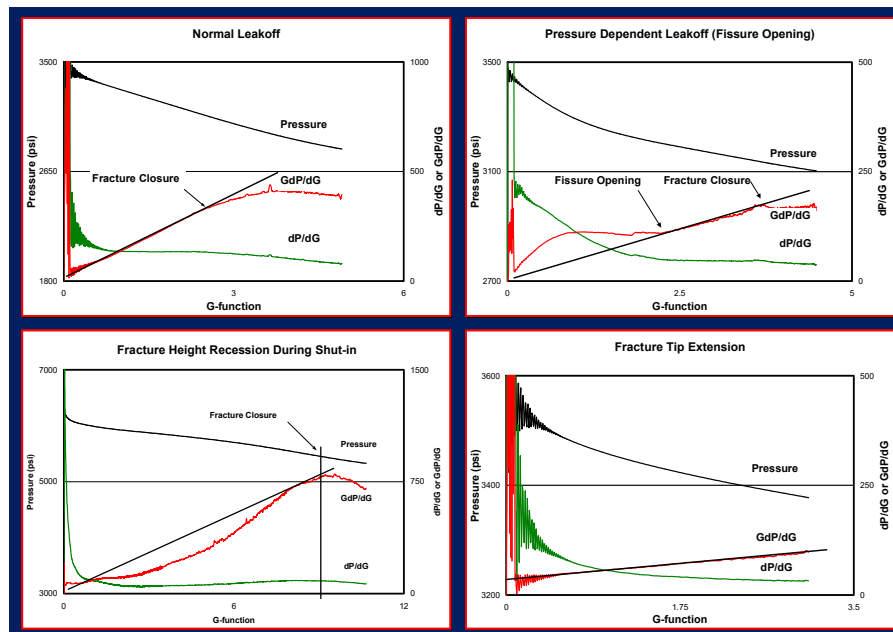 Normal Leakoff
3500
1000
Pressure
Pressure (psi)
2650
500
dP/dG or GdP/dG
Fracture Closure
GdP/dG
dP/dG
1800
0
0
3
6
G-function
Pressure Dependent Leakoff (Fissure Opening)
3500
500
Pressure
Pressure (psi)
3100
250
dP/dG or GdP/dG
Fissure Opening
Fracture Closure
GdP/dG
dP/dG
2700
0
0
2.5
5
G-function
Fracture Height Recession During Shut-in
7000
1500
Fracture Closure
Pressure
Pressure (psi)
5000
750
dP/dG or GdP/dG
GdP/dG
dP/dG
3000
0
0
6
12
G-function
Fracture Tip Extension
3600
500
Pressure
Pressure (psi)
3400
250
dP/dG or GdP/dG
GdP/dG
dP/dG
3200
0
0
1.75
3.5
G-function